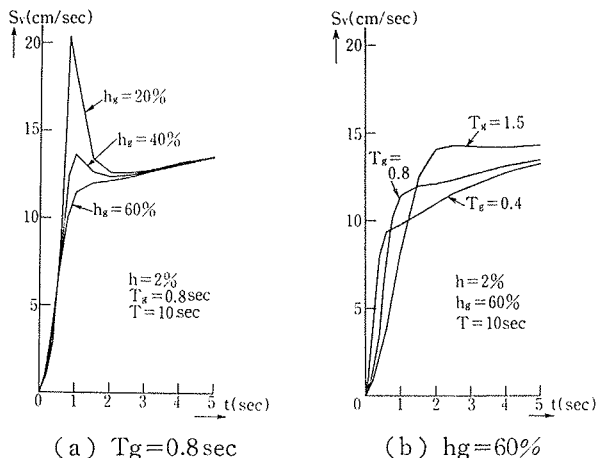 Sv(cm/sec)
20
15
10
5
0
1
2
3
4
5
t(sec)
hg=20%
hg=40%
hg=60%
h=2%
Tg=0.8sec
T=10sec
(a) Tg=0.8sec
Sv(cm/sec)
20
15
10
5
0
1
2
3
4
5
t(sec)
Tg=1.5
Tg=
0.8
Tg=0.4
h=2%
hg=60%
T=10sec
(b) hg=60%